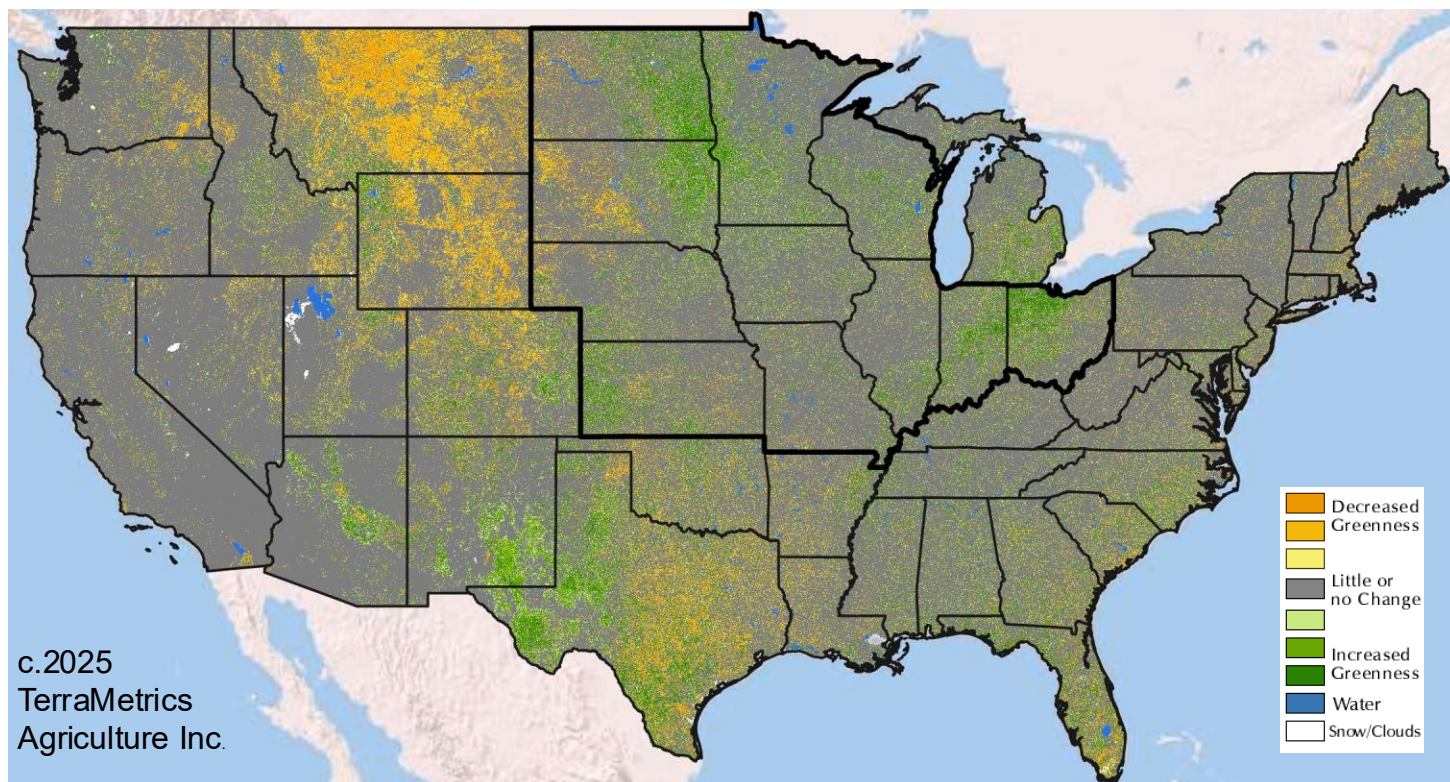 Decreased
Greenness
Little or
no Change
Increased
Greenness
Water
Snow/Clouds
c.2025
TerraMetrics
Agriculture Inc.